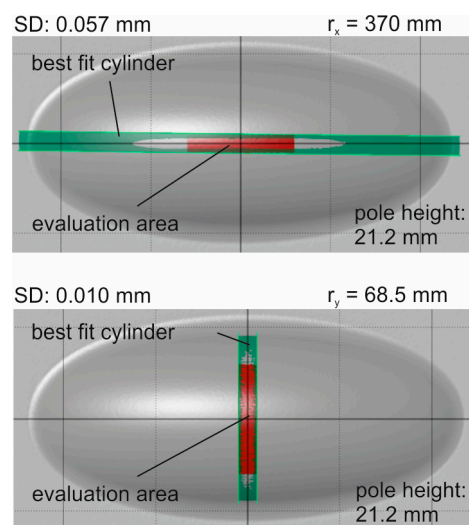 SD: 0.057 mm
rx = 370 mm
best fit cylinder
evaluation area
pole height:
21.2 mm
SD: 0.010 mm
ry = 68.5 mm
best fit cylinder
evaluation area
pole height:
21.2 mm